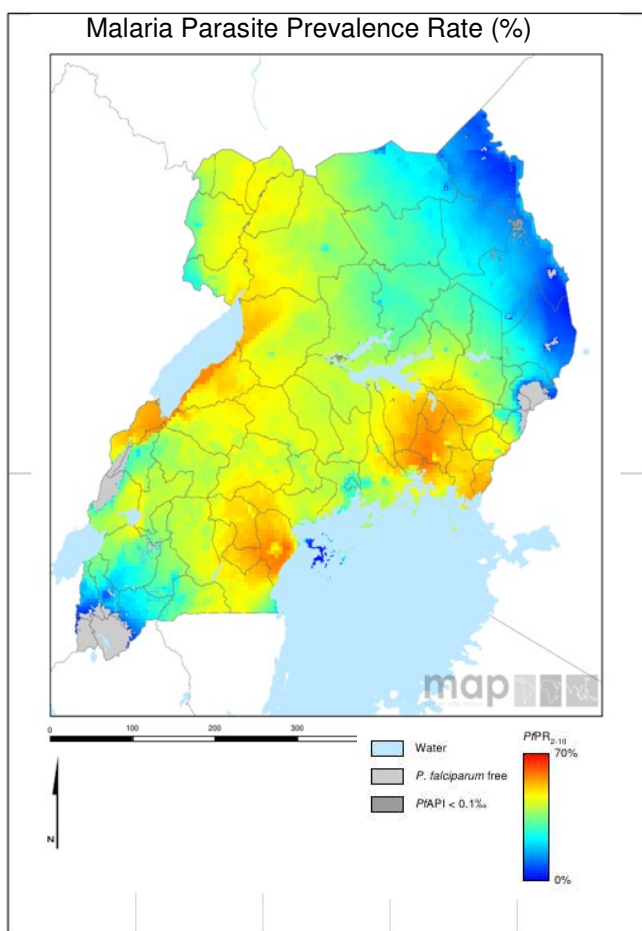 Malaria Parasite Prevalence Rate (%)
map
0 100 200 300
N
Water
P. falciparum free
PfAPI < 0.1‰
PfPR2-10
70%
0%